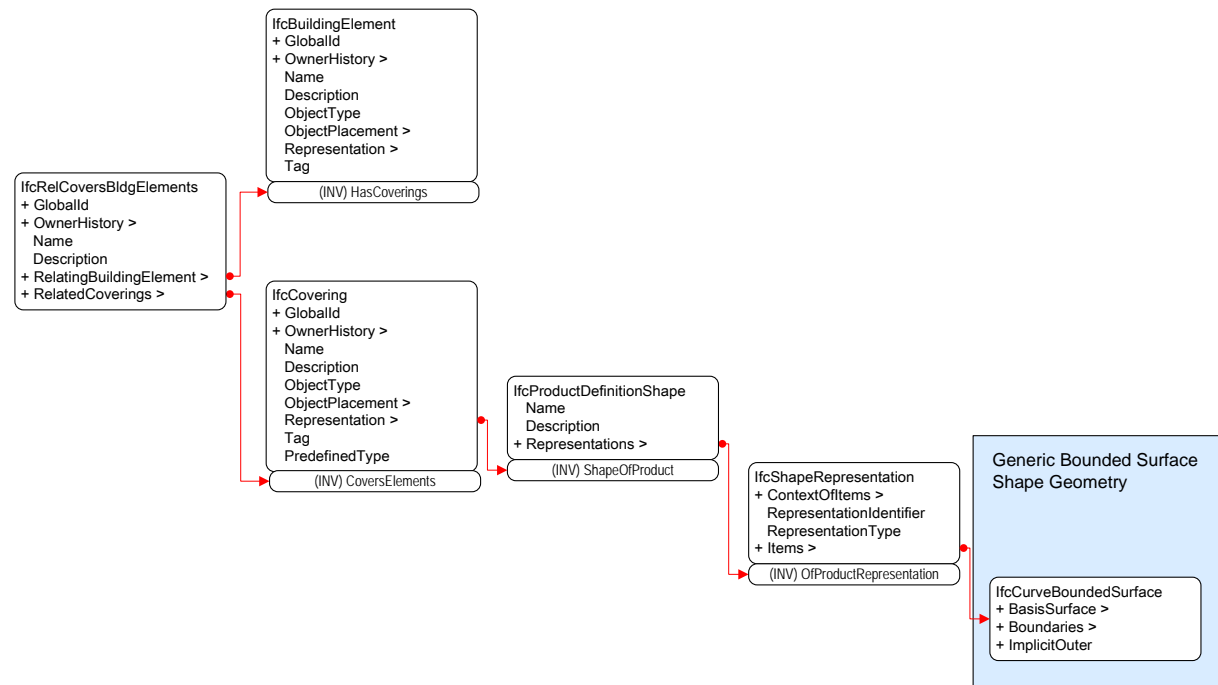 IfcBuildingElement
+ GlobalId
+ OwnerHistory >
Name
Description
ObjectType
ObjectPlacement >
Representation >
Tag
(INV) HasCoverings
IfcRelCoversBldgElements
+ GlobalId
+ OwnerHistory >
Name
Description
+ RelatingBuildingElement >
+ RelatedCoverings >
IfcCovering
+ GlobalId
+ OwnerHistory >
Name
Description
ObjectType
ObjectPlacement >
Representation >
Tag
PredefinedType
(INV) CoversElements
IfcProductDefinitionShape
Name
Description
+ Representations >
(INV) ShapeOfProduct
IfcShapeRepresentation
+ ContextOfItems >
RepresentationIdentifier
RepresentationType
+ Items >
(INV) OfProductRepresentation
Generic Bounded Surface
Shape Geometry
IfcCurveBoundedSurface
+ BasisSurface >
+ Boundaries >
+ ImplicitOuter